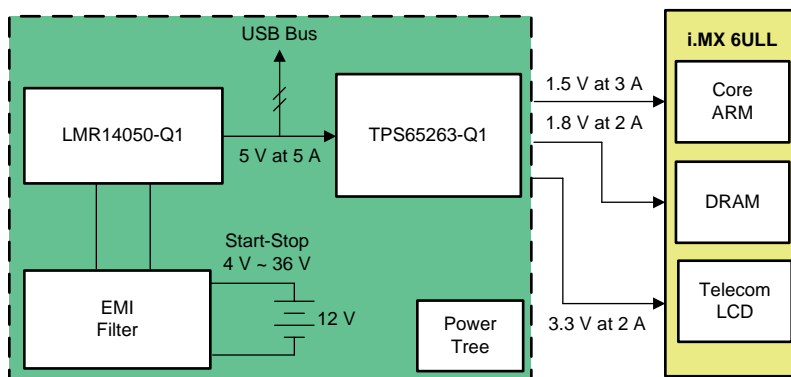 USB Bus
LMR14050-Q1
5 V at 5 A
TPS65263-Q1
1.5 V at 3 A
1.8 V at 2 A
3.3 V at 2 A
i.MX 6ULL
Core
ARM
DRAM
Telecom
LCD
EMI
Filter
Start-Stop
4 V ~ 36 V
12 V
Power
Tree